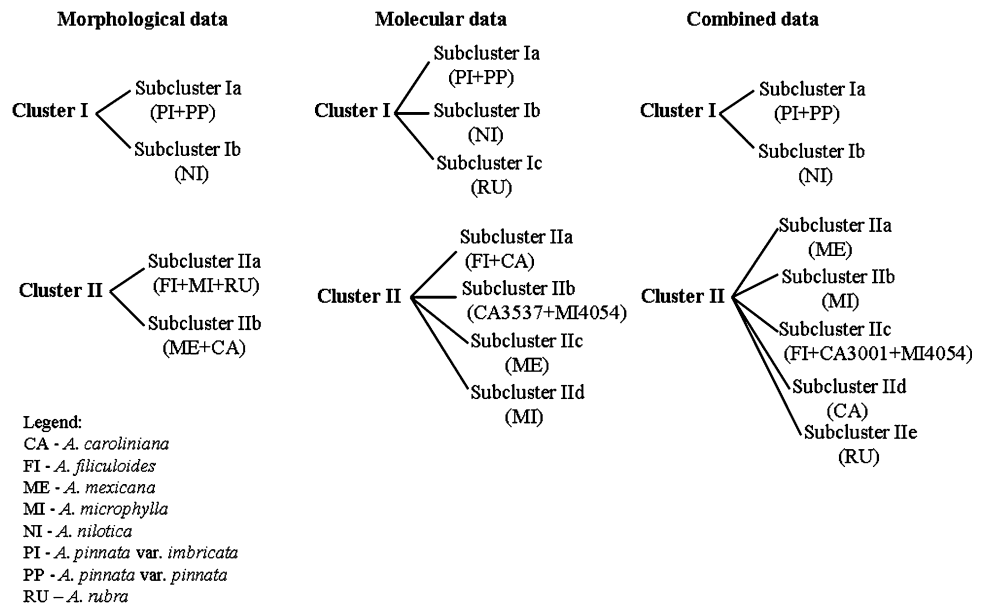 Morphological data
Cluster I
Subcluster Ia
(PI+PP)
Subcluster Ib
(NI)
Cluster II
Subcluster IIa
(FI+MI+RU)
Subcluster IIb
(ME+CA)
Molecular data
Cluster I
Subcluster Ia
(PI+PP)
Subcluster Ib
(NI)
Subcluster Ic
(RU)
Cluster II
Subcluster IIa
(FI+CA)
Subcluster IIb
(CA3537+MI4054)
Subcluster IIc
(ME)
Subcluster IId
(MI)
Combined data
Cluster I
Subcluster Ia
(PI+PP)
Subcluster Ib
(NI)
Cluster II
Subcluster IIa
(ME)
Subcluster IIb
(MI)
Subcluster IIc
(FI+CA3001+MI4054)
Subcluster IId
(CA)
Subcluster IIe
(RU)
Legend:
CA - A. caroliniana
FI - A. filiculoides
ME - A. mexicana
MI - A. microphylla
NI - A. nilotica
PI - A. pinnata var. imbricata
PP - A. pinnata var. pinnata
RU – A. rubra